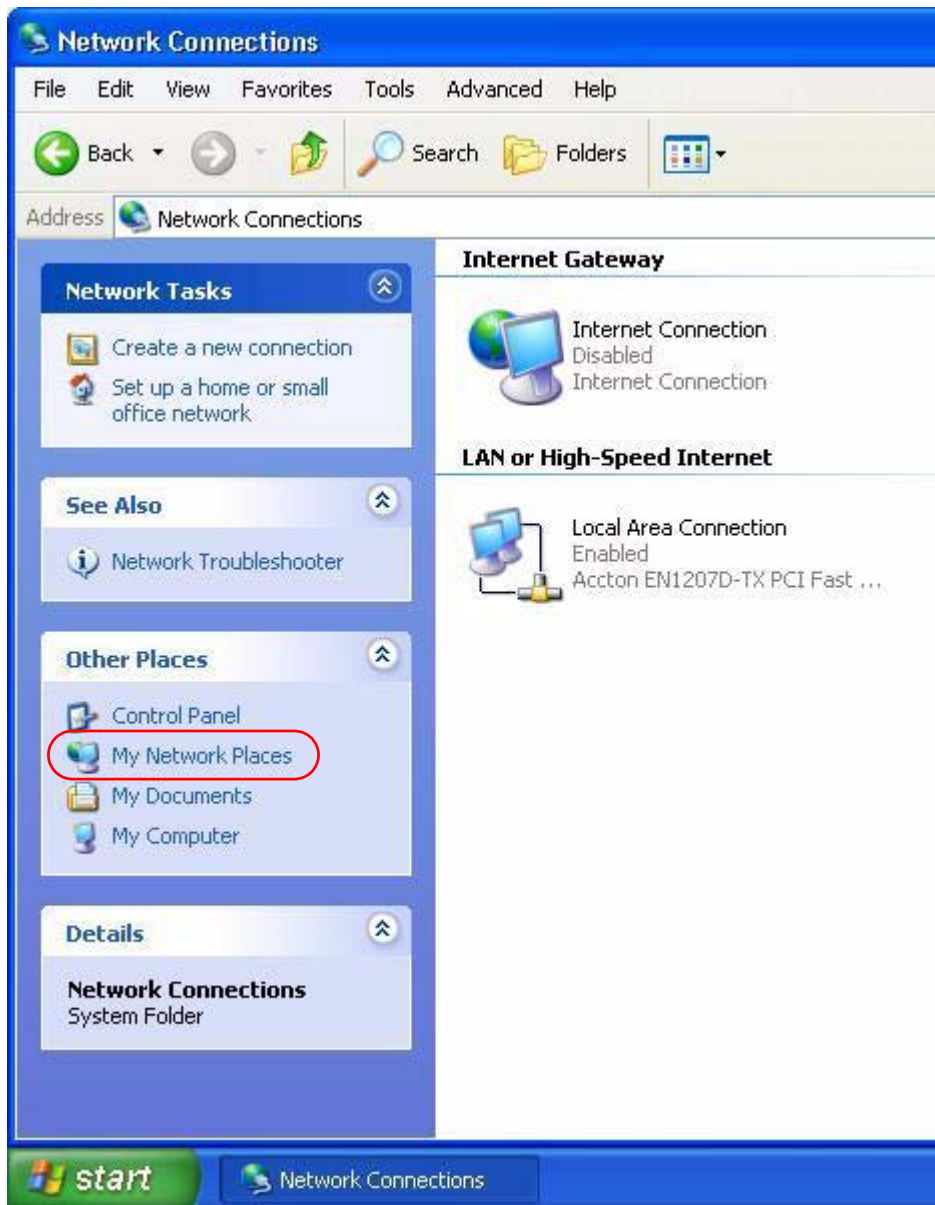 Network Connections
File Edit View Favorites Tools Advanced Help
Back Search Folders
Address Network Connections
Network Tasks
Create a new connection
Set up a home or small
office network
See Also
Network Troubleshooter
Other Places
Control Panel
My Network Places
My Documents
My Computer
Details
Network Connections
System Folder
Internet Gateway
Internet Connection
Disabled
Internet Connection
LAN or High-Speed Internet
Local Area Connection
Enabled
Accton EN1207D-TX PCI Fast ...
start Network Connections